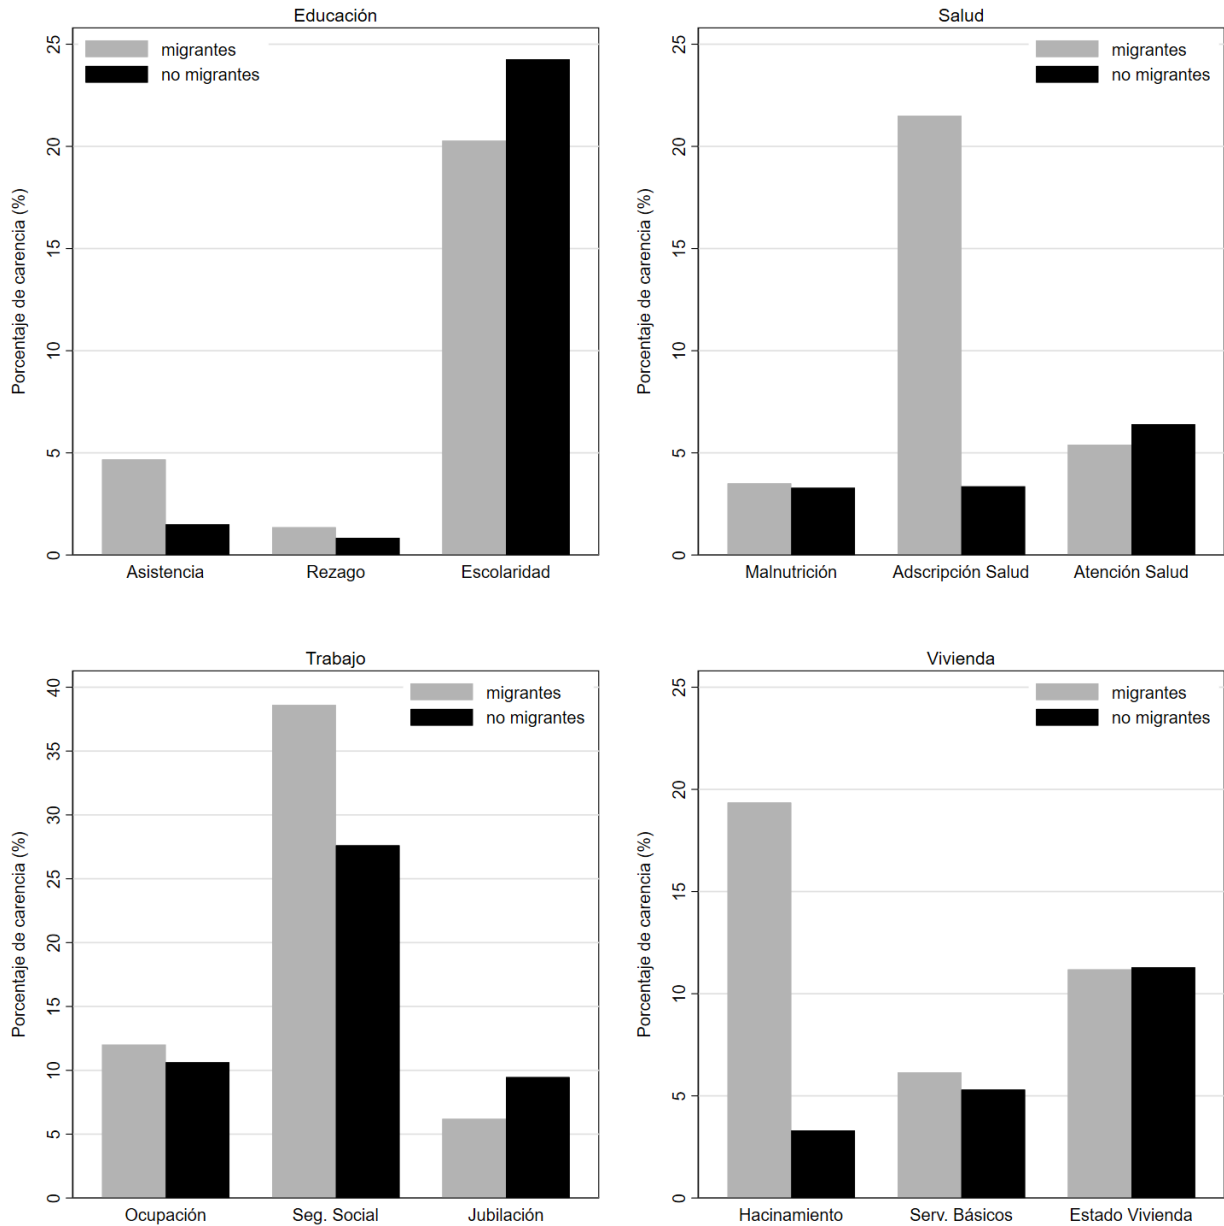 Educación
migrantes
no migrantes
Porcentaje de carencia (%)
25
20
15
10
5
0
Asistencia Rezago Escolaridad
Salud
migrantes
no migrantes
Porcentaje de carencia (%)
25
20
15
10
5
0
Malnutrición Adscripción Salud Atención Salud
Trabajo
migrantes
no migrantes
Porcentaje de carencia (%)
40
35
30
25
20
15
10
5
0
Ocupación Seg. Social Jubilación
Vivienda
migrantes
no migrantes
Porcentaje de carencia (%)
25
20
15
10
5
0
Hacinamiento Serv. Básicos Estado Vivienda